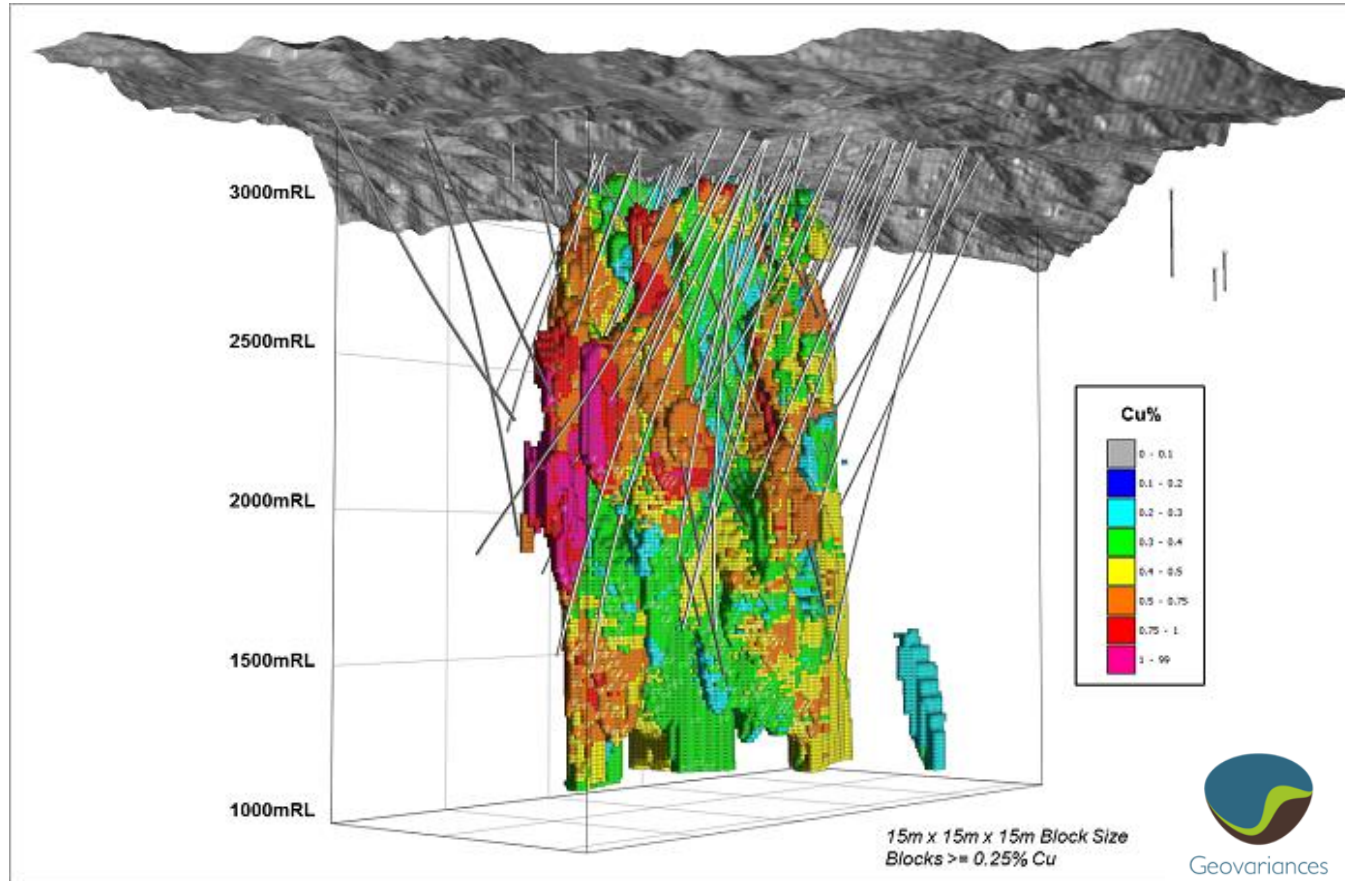 3000mRL
2500mRL
2000mRL
1500mRL
1000mRL
Cu%
0 - 0.1
0.1 - 0.2
0.2 - 0.3
0.3 - 0.4
0.4 - 0.5
0.5 - 0.75
0.75 - 1
1 - 99
15m x 15m x 15m Block Size
Blocks >= 0.25% Cu
Geovariances